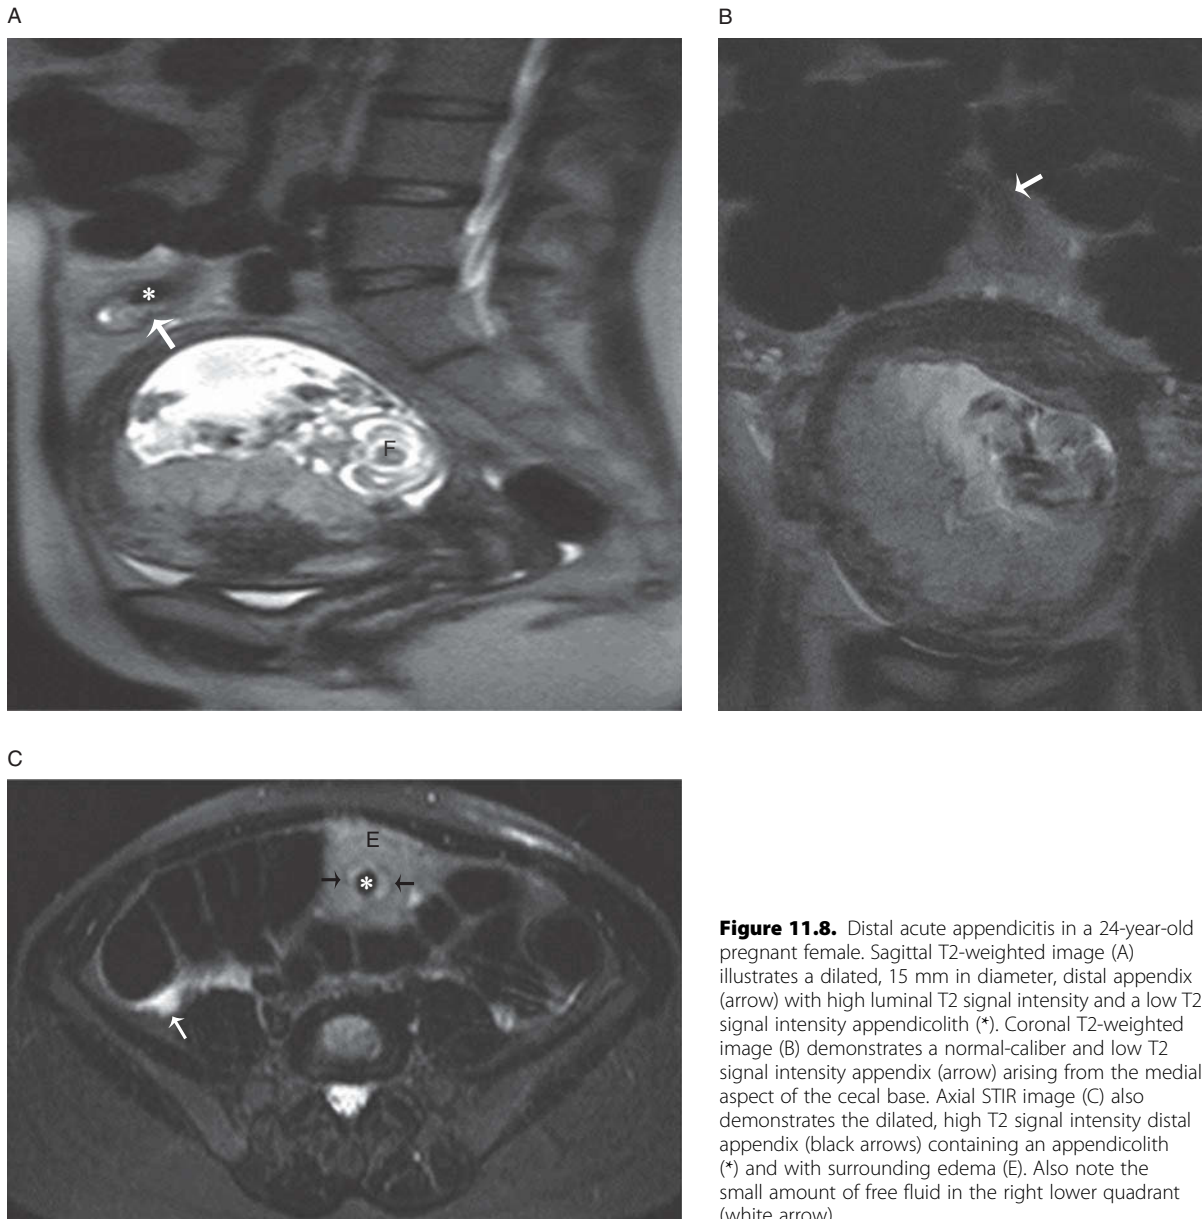 A
B
*
F
C
E
*
Figure 11.8. Distal acute appendicitis in a 24-year-old
pregnant female. Sagittal T2-weighted image (A)
illustrates a dilated, 15 mm in diameter, distal appendix
(arrow) with high luminal T2 signal intensity and a low T2
signal intensity appendicolith (*). Coronal T2-weighted
image (B) demonstrates a normal-caliber and low T2
signal intensity appendix (arrow) arising from the medial
aspect of the cecal base. Axial STIR image (C) also
demonstrates the dilated, high T2 signal intensity distal
appendix (black arrows) containing an appendicolith
(*) and with surrounding edema (E). Also note the
small amount of free fluid in the right lower quadrant
(white arrow).